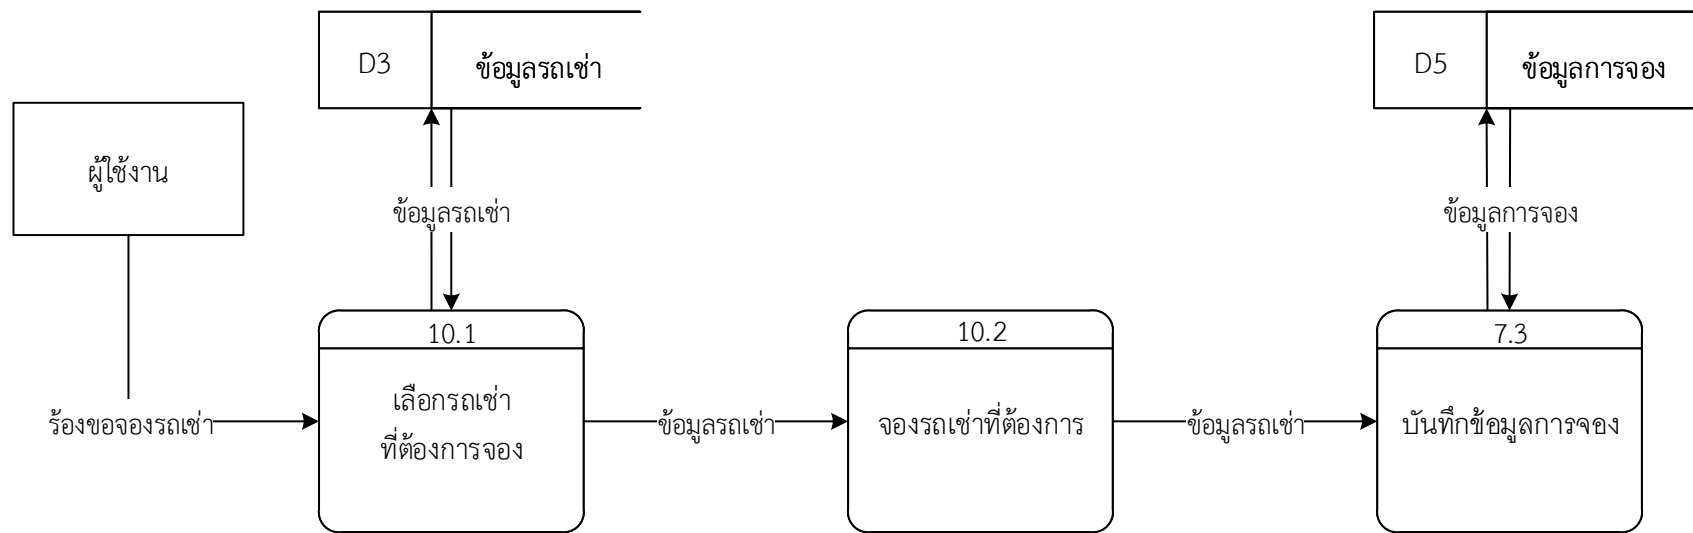 D3
ข้อมูลรถเช่า
D5
ข้อมูลการจอง
ผู้ใช้งาน
ข้อมูลรถเช่า
ข้อมูลการจอง
10.1
10.2
7.3
เลือกรถเช่า
ที่ต้องการจอง
ร้องขอจองรถเช่า
ข้อมูลรถเช่า
จองรถเช่าที่ต้องการ
ข้อมูลรถเช่า
บันทึกข้อมูลการจอง